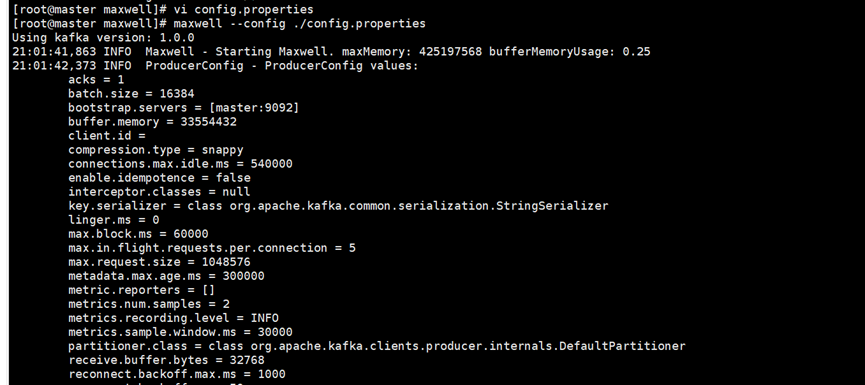 [root@master maxwell]# vi config.properties
[root@master maxwell]# maxwell --config ./config.properties
Using kafka version: 1.0.0
21:01:41,863 INFO  Maxwell - Starting Maxwell. maxMemory: 425197568 bufferMemoryUsage: 0.25
21:01:42,373 INFO  ProducerConfig - ProducerConfig values:
acks = 1
batch.size = 16384
bootstrap.servers = [master:9092]
buffer.memory = 33554432
client.id =
compression.type = snappy
connections.max.idle.ms = 540000
enable.idempotence = false
interceptor.classes = null
key.serializer = class org.apache.kafka.common.serialization.StringSerializer
linger.ms = 0
max.block.ms = 60000
max.in.flight.requests.per.connection = 5
max.request.size = 1048576
metadata.max.age.ms = 300000
metric.reporters = []
metrics.num.samples = 2
metrics.recording.level = INFO
metrics.sample.window.ms = 30000
partitioner.class = class org.apache.kafka.clients.producer.internals.DefaultPartitioner
receive.buffer.bytes = 32768
reconnect.backoff.max.ms = 1000